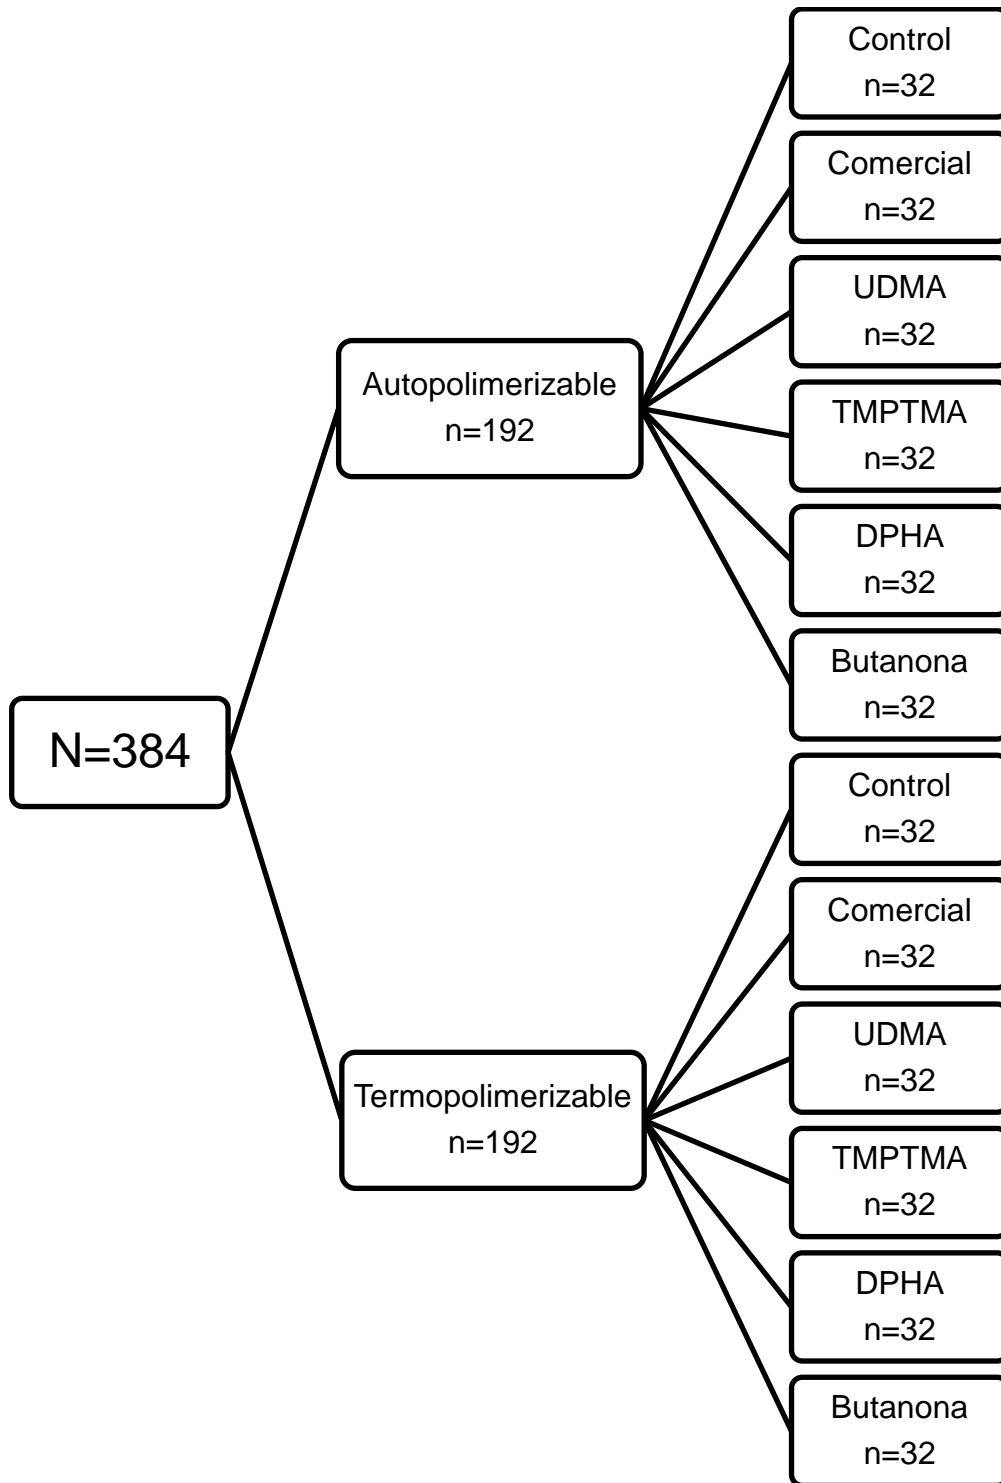 N=384
Autopolimerizable
n=192
Control
n=32
Comercial
n=32
UDMA
n=32
TMPTMA
n=32
DPHA
n=32
Butanona
n=32
Termopolimerizable
n=192
Control
n=32
Comercial
n=32
UDMA
n=32
TMPTMA
n=32
DPHA
n=32
Butanona
n=32